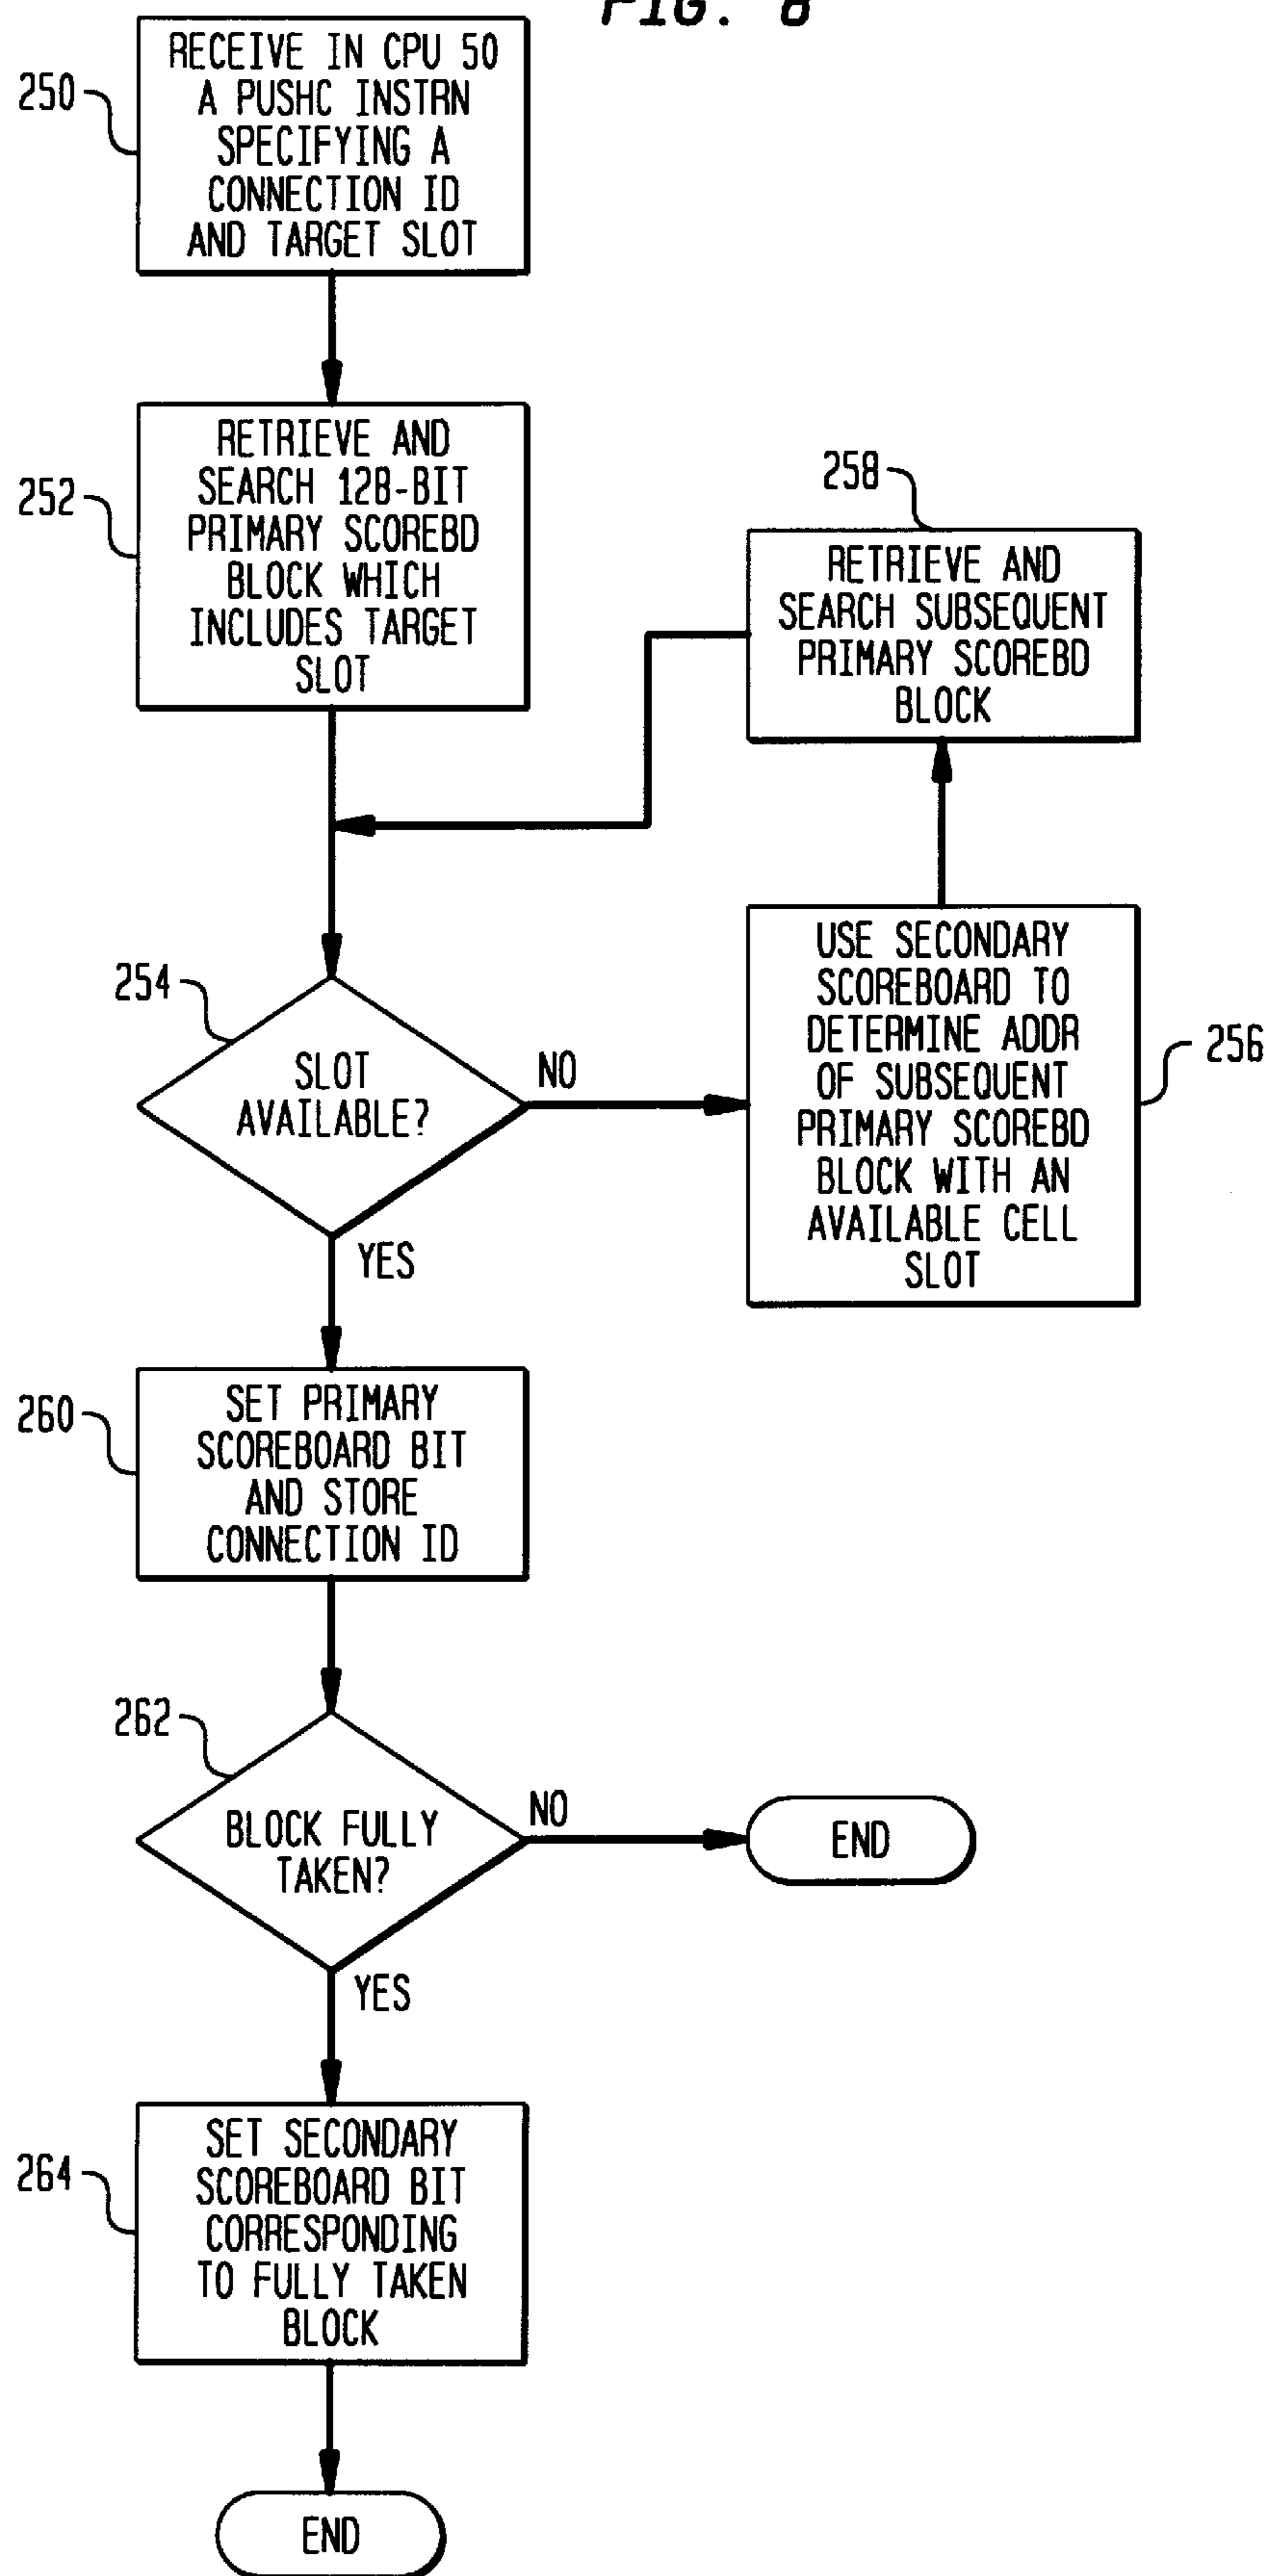 FIG. 8
250
RECEIVE IN CPU 50
A PUSHC INSTRN
SPECIFYING A
CONNECTION ID
AND TARGET SLOT
252
RETRIEVE AND
SEARCH 128-BIT
PRIMARY SCOREBD
BLOCK WHICH
INCLUDES TARGET
SLOT
258
RETRIEVE AND
SEARCH SUBSEQUENT
PRIMARY SCOREBD
BLOCK
254
SLOT
AVAILABLE?
NO
YES
USE SECONDARY
SCOREBOARD TO
DETERMINE ADDR
OF SUBSEQUENT
PRIMARY SCOREBD
BLOCK WITH AN
AVAILABLE CELL
SLOT
256
260
SET PRIMARY
SCOREBOARD BIT
AND STORE
CONNECTION ID
262
BLOCK FULLY
TAKEN?
NO
END
YES
264
SET SECONDARY
SCOREBOARD BIT
CORRESPONDING
TO FULLY TAKEN
BLOCK
END